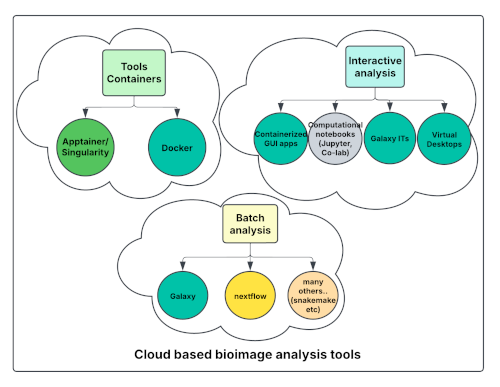 Tools
Containers
Apptainer/
Singularity
Docker
Interactive
analysis
Containerized
GUI apps
Computational
notebooks
(Jupyter,
Co-lab)
Galaxy ITs
Virtual
Desktops
Batch
analysis
Galaxy
nextflow
many
others..
(snakemake
etc)
Cloud based bioimage analysis tools